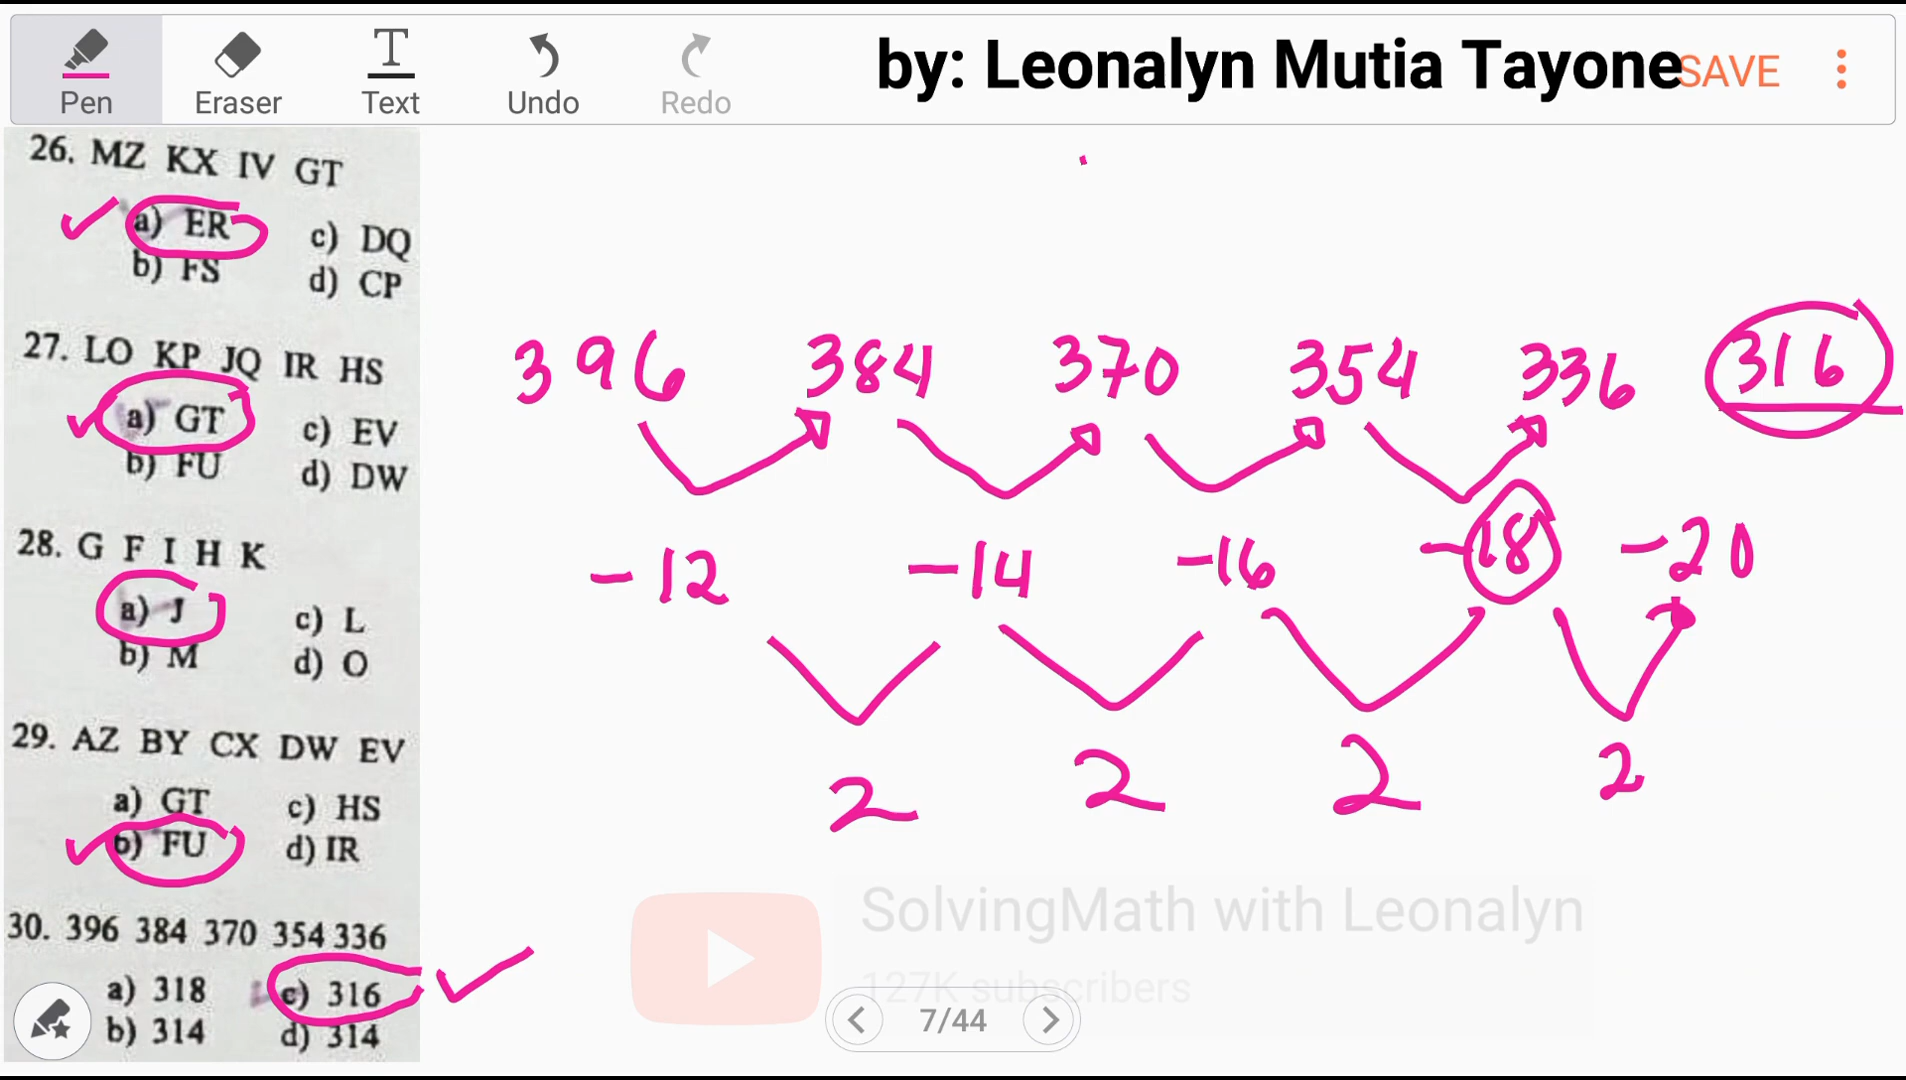 Pen Eraser Text Undo Redo by: Leonalyn Mutia Tayone SAVE
26. MZ KX IV GT
a) ER c) DQ
b) FS d) CP
27. LO KP JQ IR HS
a) GT c) EV
b) FU d) DW
28. G F I H K
a) J c) L
b) M d) O
29. AZ BY CX DW EV
a) GT c) HS
b) FU d) IR
30. 396 384 370 354 336
a) 318 c) 316
b) 314 d) 314
396 384 370 354 336 316
-12 -14 -16 -18 -20
2 2 2 2
SolvingMath with Leonalyn
127K subscribers
7/44